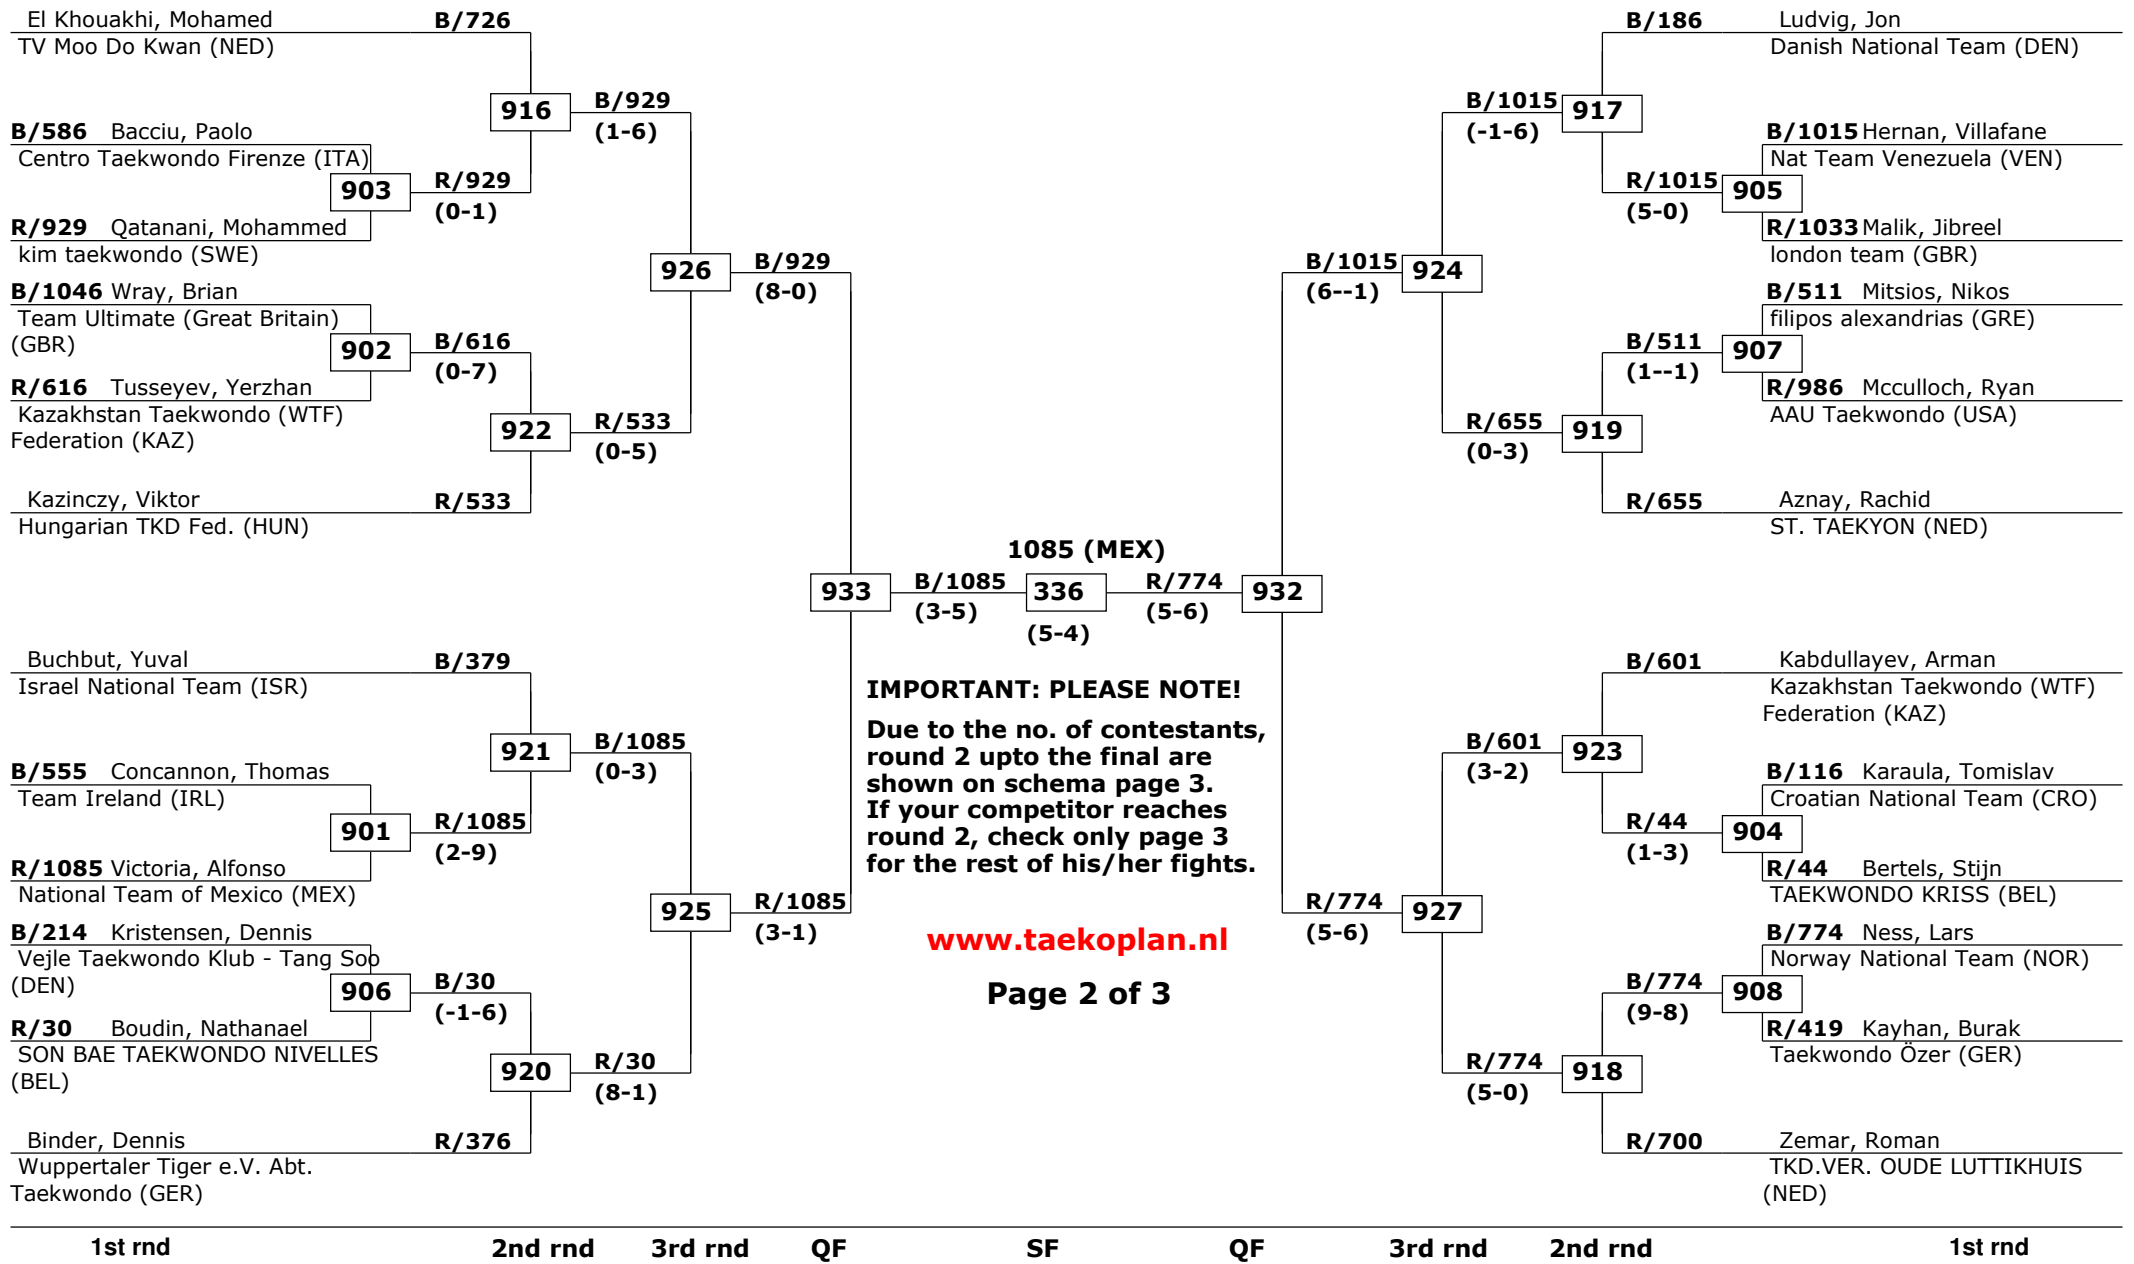 El Khouakhi, Mohamed
B/726
TV Moo Do Kwan (NED)
916
B/929
(1-6)
B/586 Bacciu, Paolo
Centro Taekwondo Firenze (ITA)
903
R/929
(0-1)
R/929 Qatanani, Mohammed
kim taekwondo (SWE)
926
B/929
(8-0)
B/1046 Wray, Brian
Team Ultimate (Great Britain)
(GBR)
902
B/616
(0-7)
R/616 Tusseyev, Yerzhan
Kazakhstan Taekwondo (WTF)
Federation (KAZ)
922
R/533
(0-5)
Kazinczy, Viktor
R/533
Hungarian TKD Fed. (HUN)
933
B/1085
(3-5)
1085 (MEX)
336
(5-4)
R/774
(5-6)
932
Buchbut, Yuval
B/379
Israel National Team (ISR)
921
B/1085
(0-3)
B/555 Concannon, Thomas
Team Ireland (IRL)
901
R/1085
(2-9)
R/1085 Victoria, Alfonso
National Team of Mexico (MEX)
925
R/1085
(3-1)
B/214 Kristensen, Dennis
Vejle Taekwondo Klub - Tang Soo
(DEN)
906
B/30
(-1-6)
R/30 Boudin, Nathanael
SON BAE TAEKWONDO NIVELLES
(BEL)
920
R/30
(8-1)
Binder, Dennis
R/376
Wuppertaler Tiger e.V. Abt.
Taekwondo (GER)
IMPORTANT: PLEASE NOTE!
Due to the no. of contestants,
round 2 upto the final are
shown on schema page 3.
If your competitor reaches
round 2, check only page 3
for the rest of his/her fights.
www.taekoplan.nl
Page 2 of 3
B/186
Ludvig, Jon
Danish National Team (DEN)
B/1015
(-1-6)
917
B/1015 Hernan, Villafane
Nat Team Venezuela (VEN)
R/1015
(5-0)
905
R/1033 Malik, Jibreel
london team (GBR)
B/1015
(6--1)
924
B/511 Mitsios, Nikos
filipos alexandrias (GRE)
B/511
(1--1)
907
R/986 Mcculloch, Ryan
AAU Taekwondo (USA)
R/655
(0-3)
919
R/655
Aznay, Rachid
ST. TAEKYON (NED)
B/601
Kabdullayev, Arman
Kazakhstan Taekwondo (WTF)
Federation (KAZ)
B/601
(3-2)
923
B/116 Karaula, Tomislav
Croatian National Team (CRO)
R/44
(1-3)
904
R/44 Bertels, Stijn
TAEKWONDO KRISS (BEL)
R/774
(5-6)
927
B/774 Ness, Lars
Norway National Team (NOR)
B/774
(9-8)
908
R/419 Kayhan, Burak
Taekwondo Özer (GER)
R/774
(5-0)
918
R/700
Zemar, Roman
TKD.VER. OUDE LUTTIKHUIS
(NED)
1st rnd 2nd rnd 3rd rnd QF SF QF 3rd rnd 2nd rnd 1st rnd